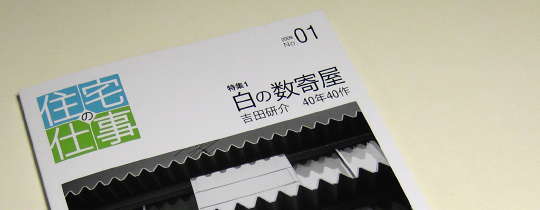 住宅
の
仕事
2009
No.01
特集1
白の数寄屋
吉田研介 40年40作